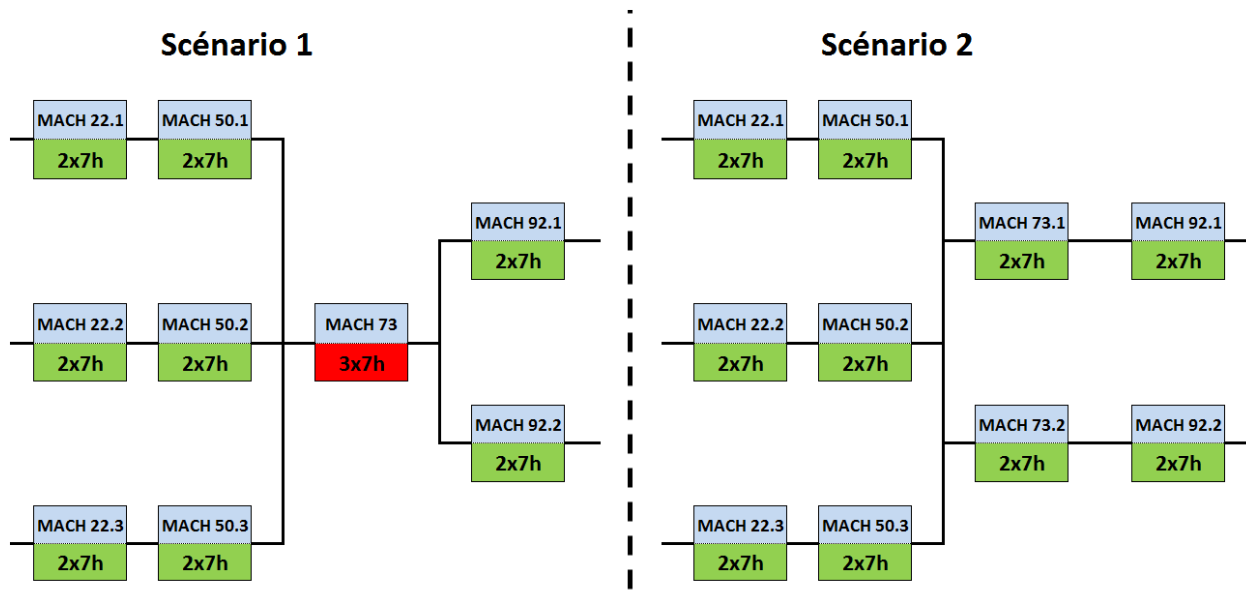 Scénario 1
MACH 22.1
2x7h
MACH 50.1
2x7h
MACH 92.1
2x7h
MACH 22.2
2x7h
MACH 50.2
2x7h
MACH 73
3x7h
MACH 92.2
2x7h
MACH 22.3
2x7h
MACH 50.3
2x7h
Scénario 2
MACH 22.1
2x7h
MACH 50.1
2x7h
MACH 73.1
2x7h
MACH 92.1
2x7h
MACH 22.2
2x7h
MACH 50.2
2x7h
MACH 73.2
2x7h
MACH 92.2
2x7h
MACH 22.3
2x7h
MACH 50.3
2x7h